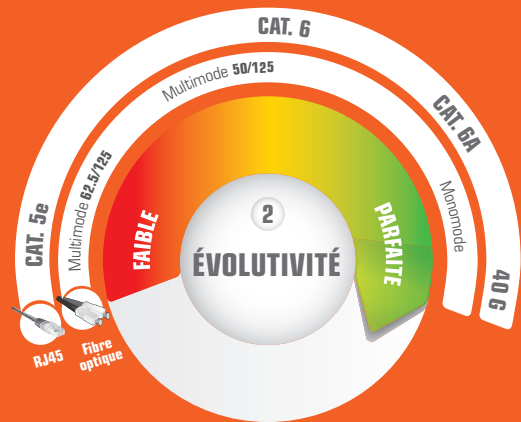 CAT. 5e
CAT. 6
CAT. 6A
40 G
Multimode 62.5/125
Multimode 50/125
Monomode
FAIBLE
PARFAITE
2
ÉVOLUTIVITÉ
RJ45
Fibre
optique